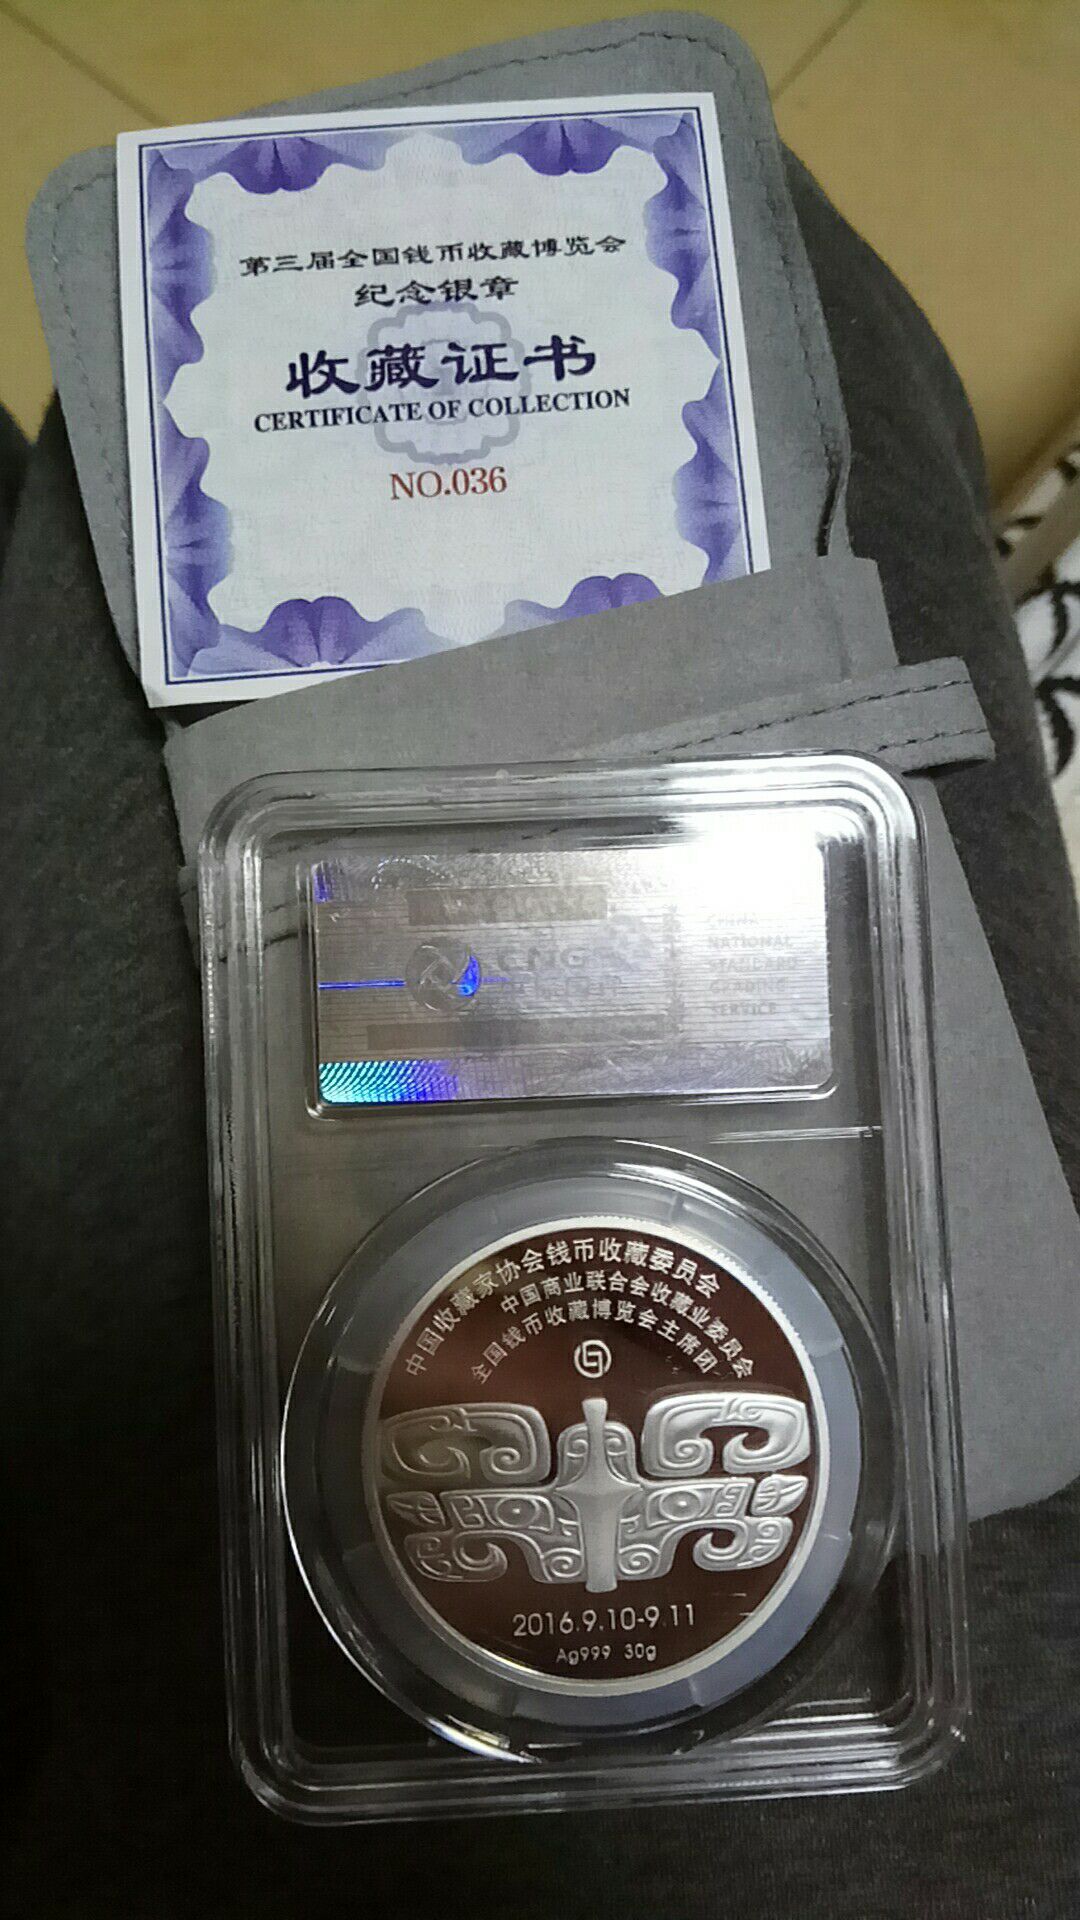 第三届全国钱币收藏博览会
纪念银章
收藏证书
CERTIFICATE OF COLLECTION
NO.036
CNG
CHINA
NATIONAL
STANDARD
GRADING
SERVICE
中国收藏家协会钱币收藏委员会
中国商业联合会收藏业委员会
全国钱币收藏博览会主席团
2016.9.10-9.11
Ag999 30g